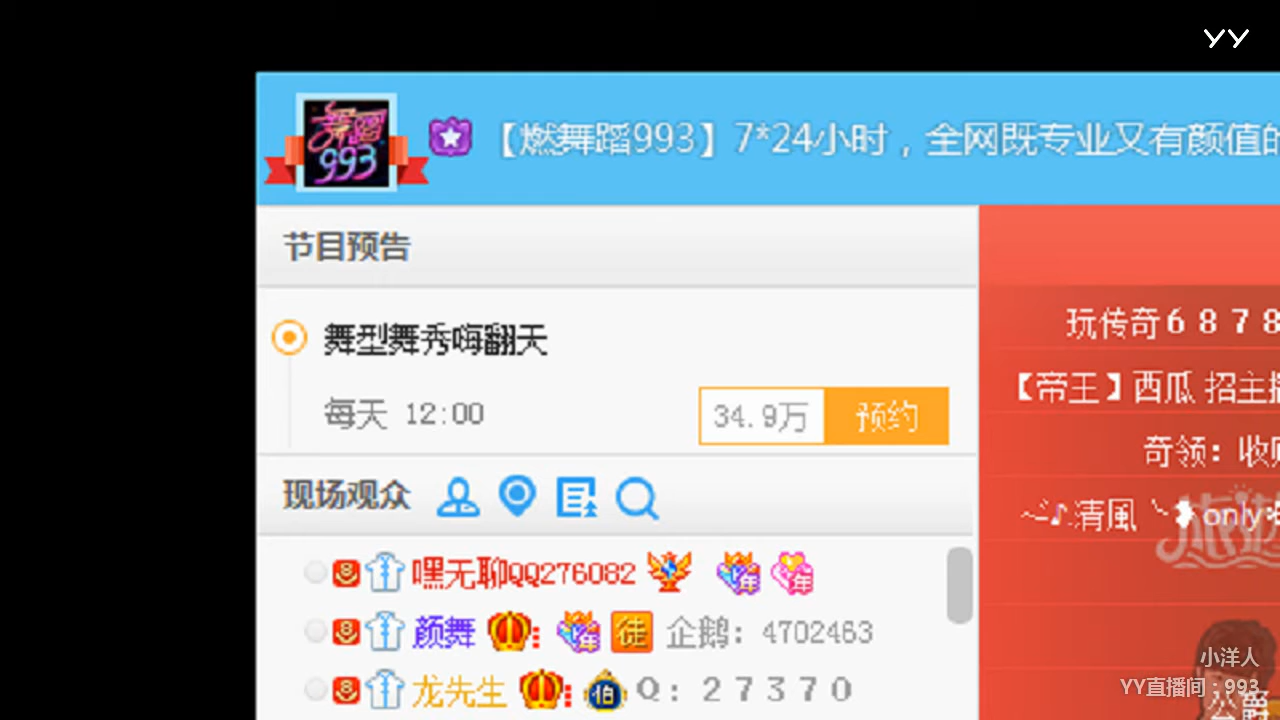 YY
舞蹈
993
【燃舞蹈993】7*24小时，全网既专业又有颜值的
节目预告
舞型舞秀嗨翻天
每天 12:00
34.9万 预约
现场观众
嘿无聊QQ276082 年 年
颜舞 年 徒 企鹅: 4702463
龙先生 伯 Q: 27370
玩传奇6878
【帝王】西瓜 招主播
奇领: 收
~♪清風 only
小洋人
YY直播间 : 993
公爵